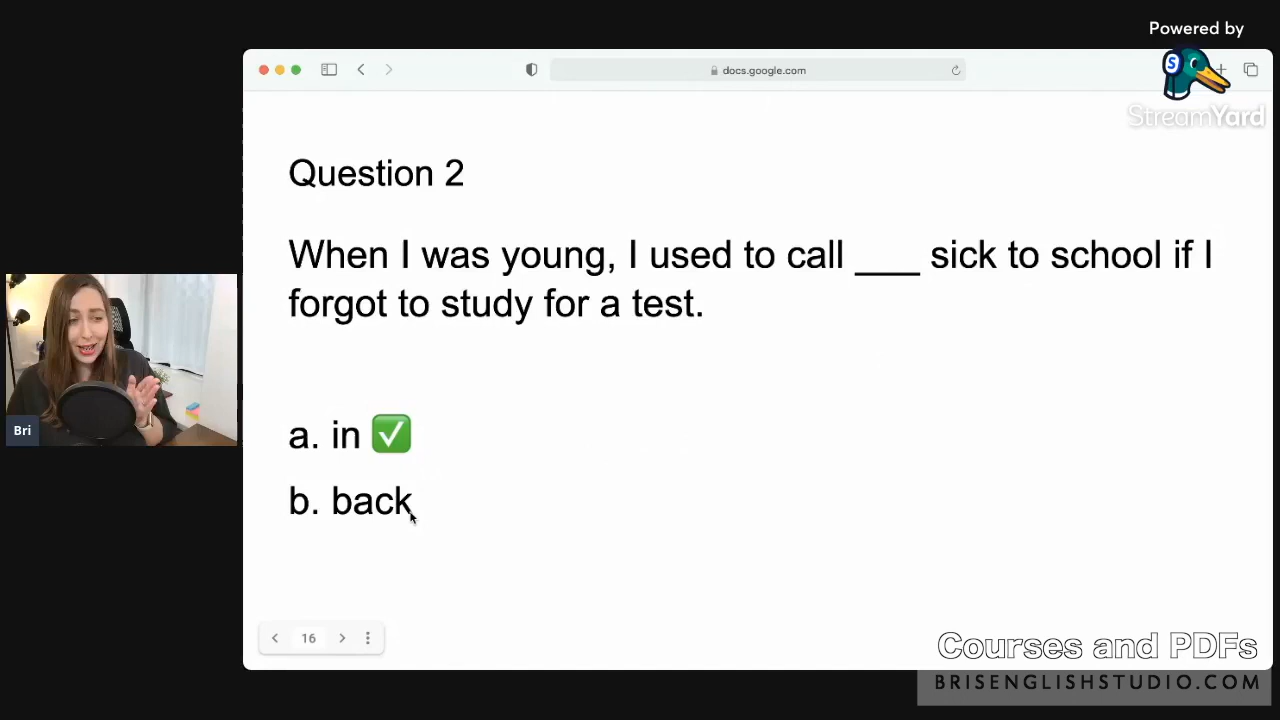 Powered by
docs.google.com
S
StreamYard
Question 2
When I was young, I used to call ___ sick to school if I
forgot to study for a test.
a. in ✅
b. back
Bri
16
Courses and PDFs
BRISENGLISHSTUDIO.COM